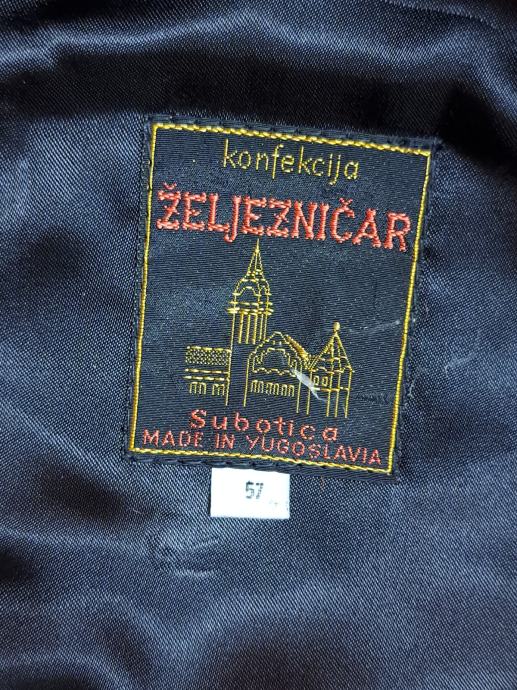 konfekcija
ŽELJEZNIČAR
Subotica
MADE IN YUGOSLAVIA
57